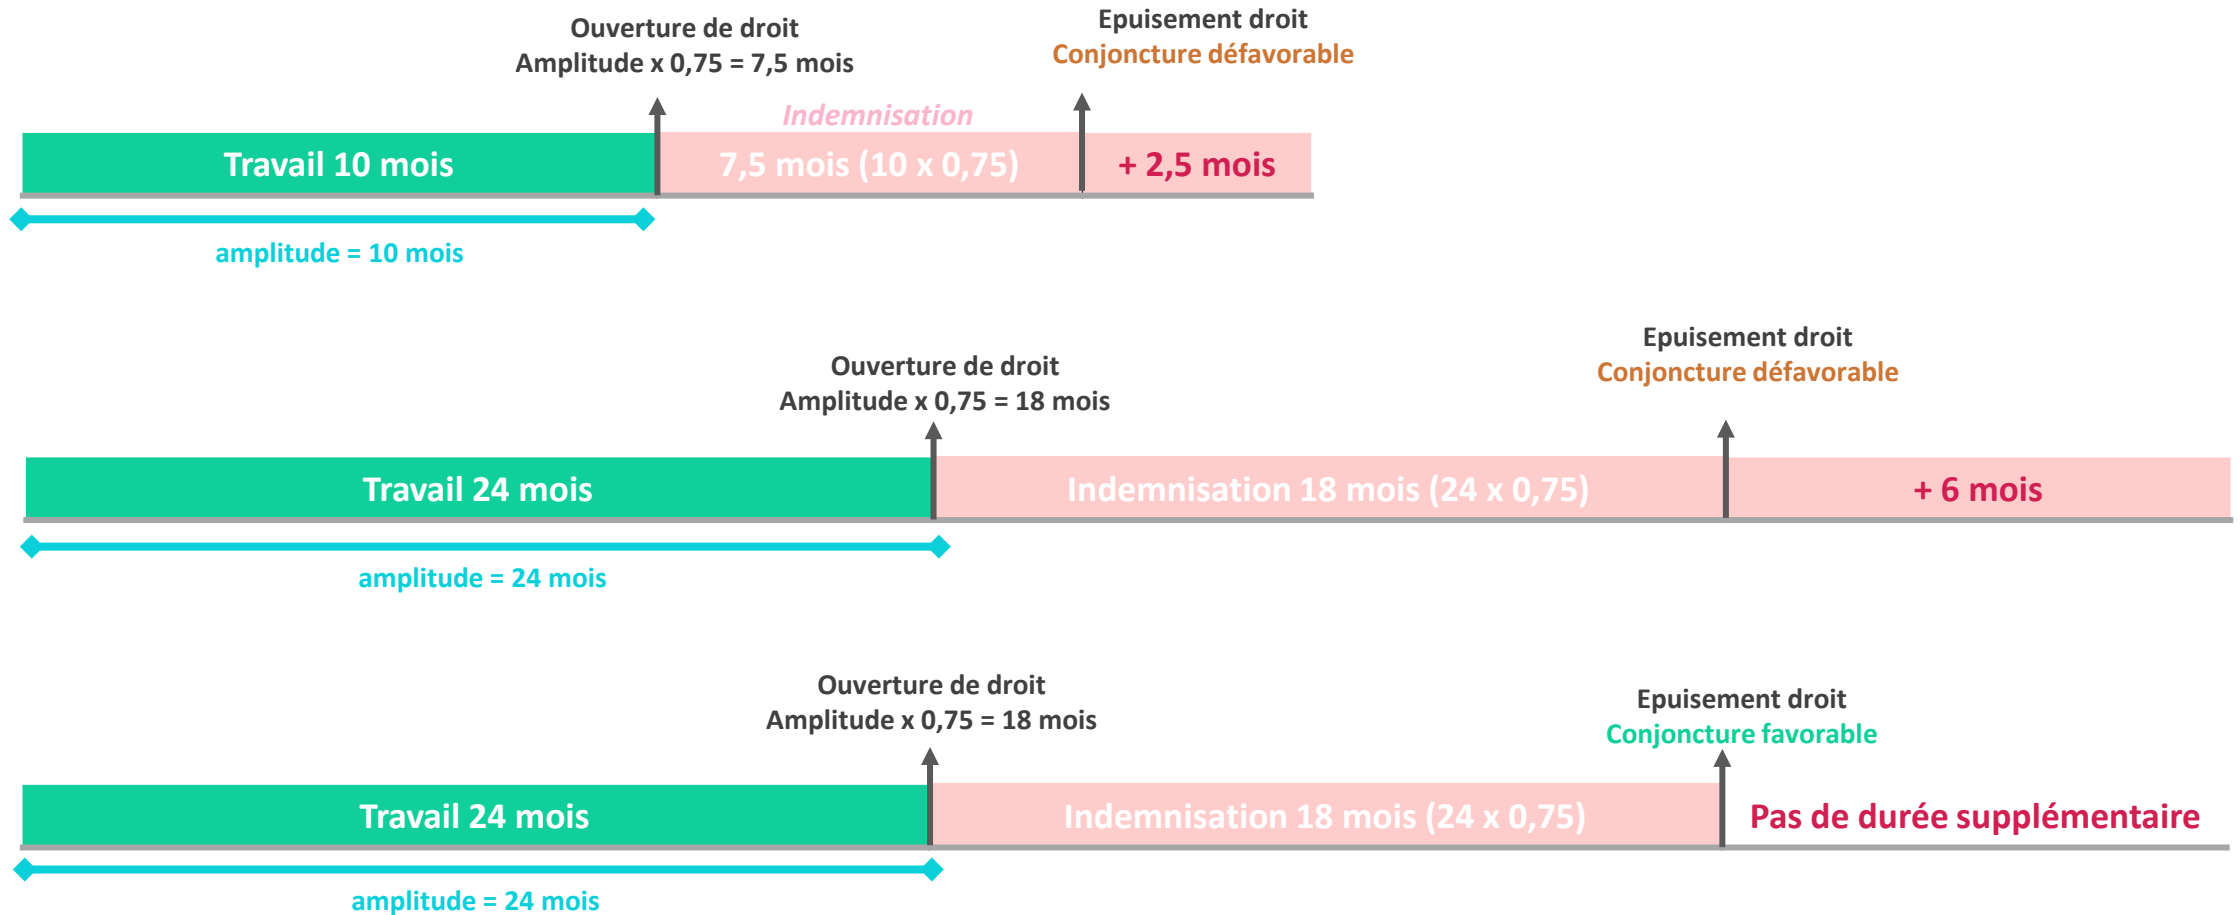 Ouverture de droit
Amplitude x 0,75 = 7,5 mois
Epuisement droit
Conjoncture défavorable
Indemnisation
Travail 10 mois
7,5 mois (10 x 0,75)
+ 2,5 mois
amplitude = 10 mois
Ouverture de droit
Amplitude x 0,75 = 18 mois
Epuisement droit
Conjoncture défavorable
Travail 24 mois
Indemnisation 18 mois (24 x 0,75)
+ 6 mois
amplitude = 24 mois
Ouverture de droit
Amplitude x 0,75 = 18 mois
Epuisement droit
Conjoncture favorable
Travail 24 mois
Indemnisation 18 mois (24 x 0,75)
Pas de durée supplémentaire
amplitude = 24 mois